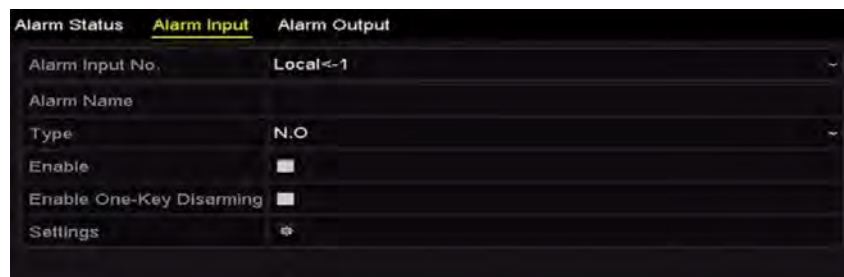 Alarm Status Alarm Input Alarm Output
Alarm Input No. Local<-1
Alarm Name
Type N.O
Enable
Enable One-Key Disarming
Settings